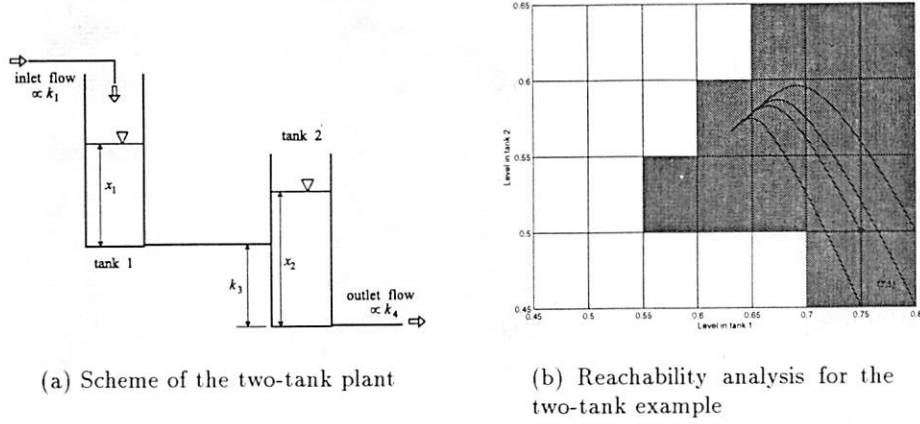 inlet flow
∝ k₁
tank 2
x₁
tank 1
k₃
x₂
outlet flow
∝ k₄
(a) Scheme of the two-tank plant
0.65
0.6
0.55
0.5
0.45
Level in tank 2
0.45 0.5 0.55 0.6 0.65 0.7 0.75 0.8
Level in tank 1
(b) Reachability analysis for the
two-tank example